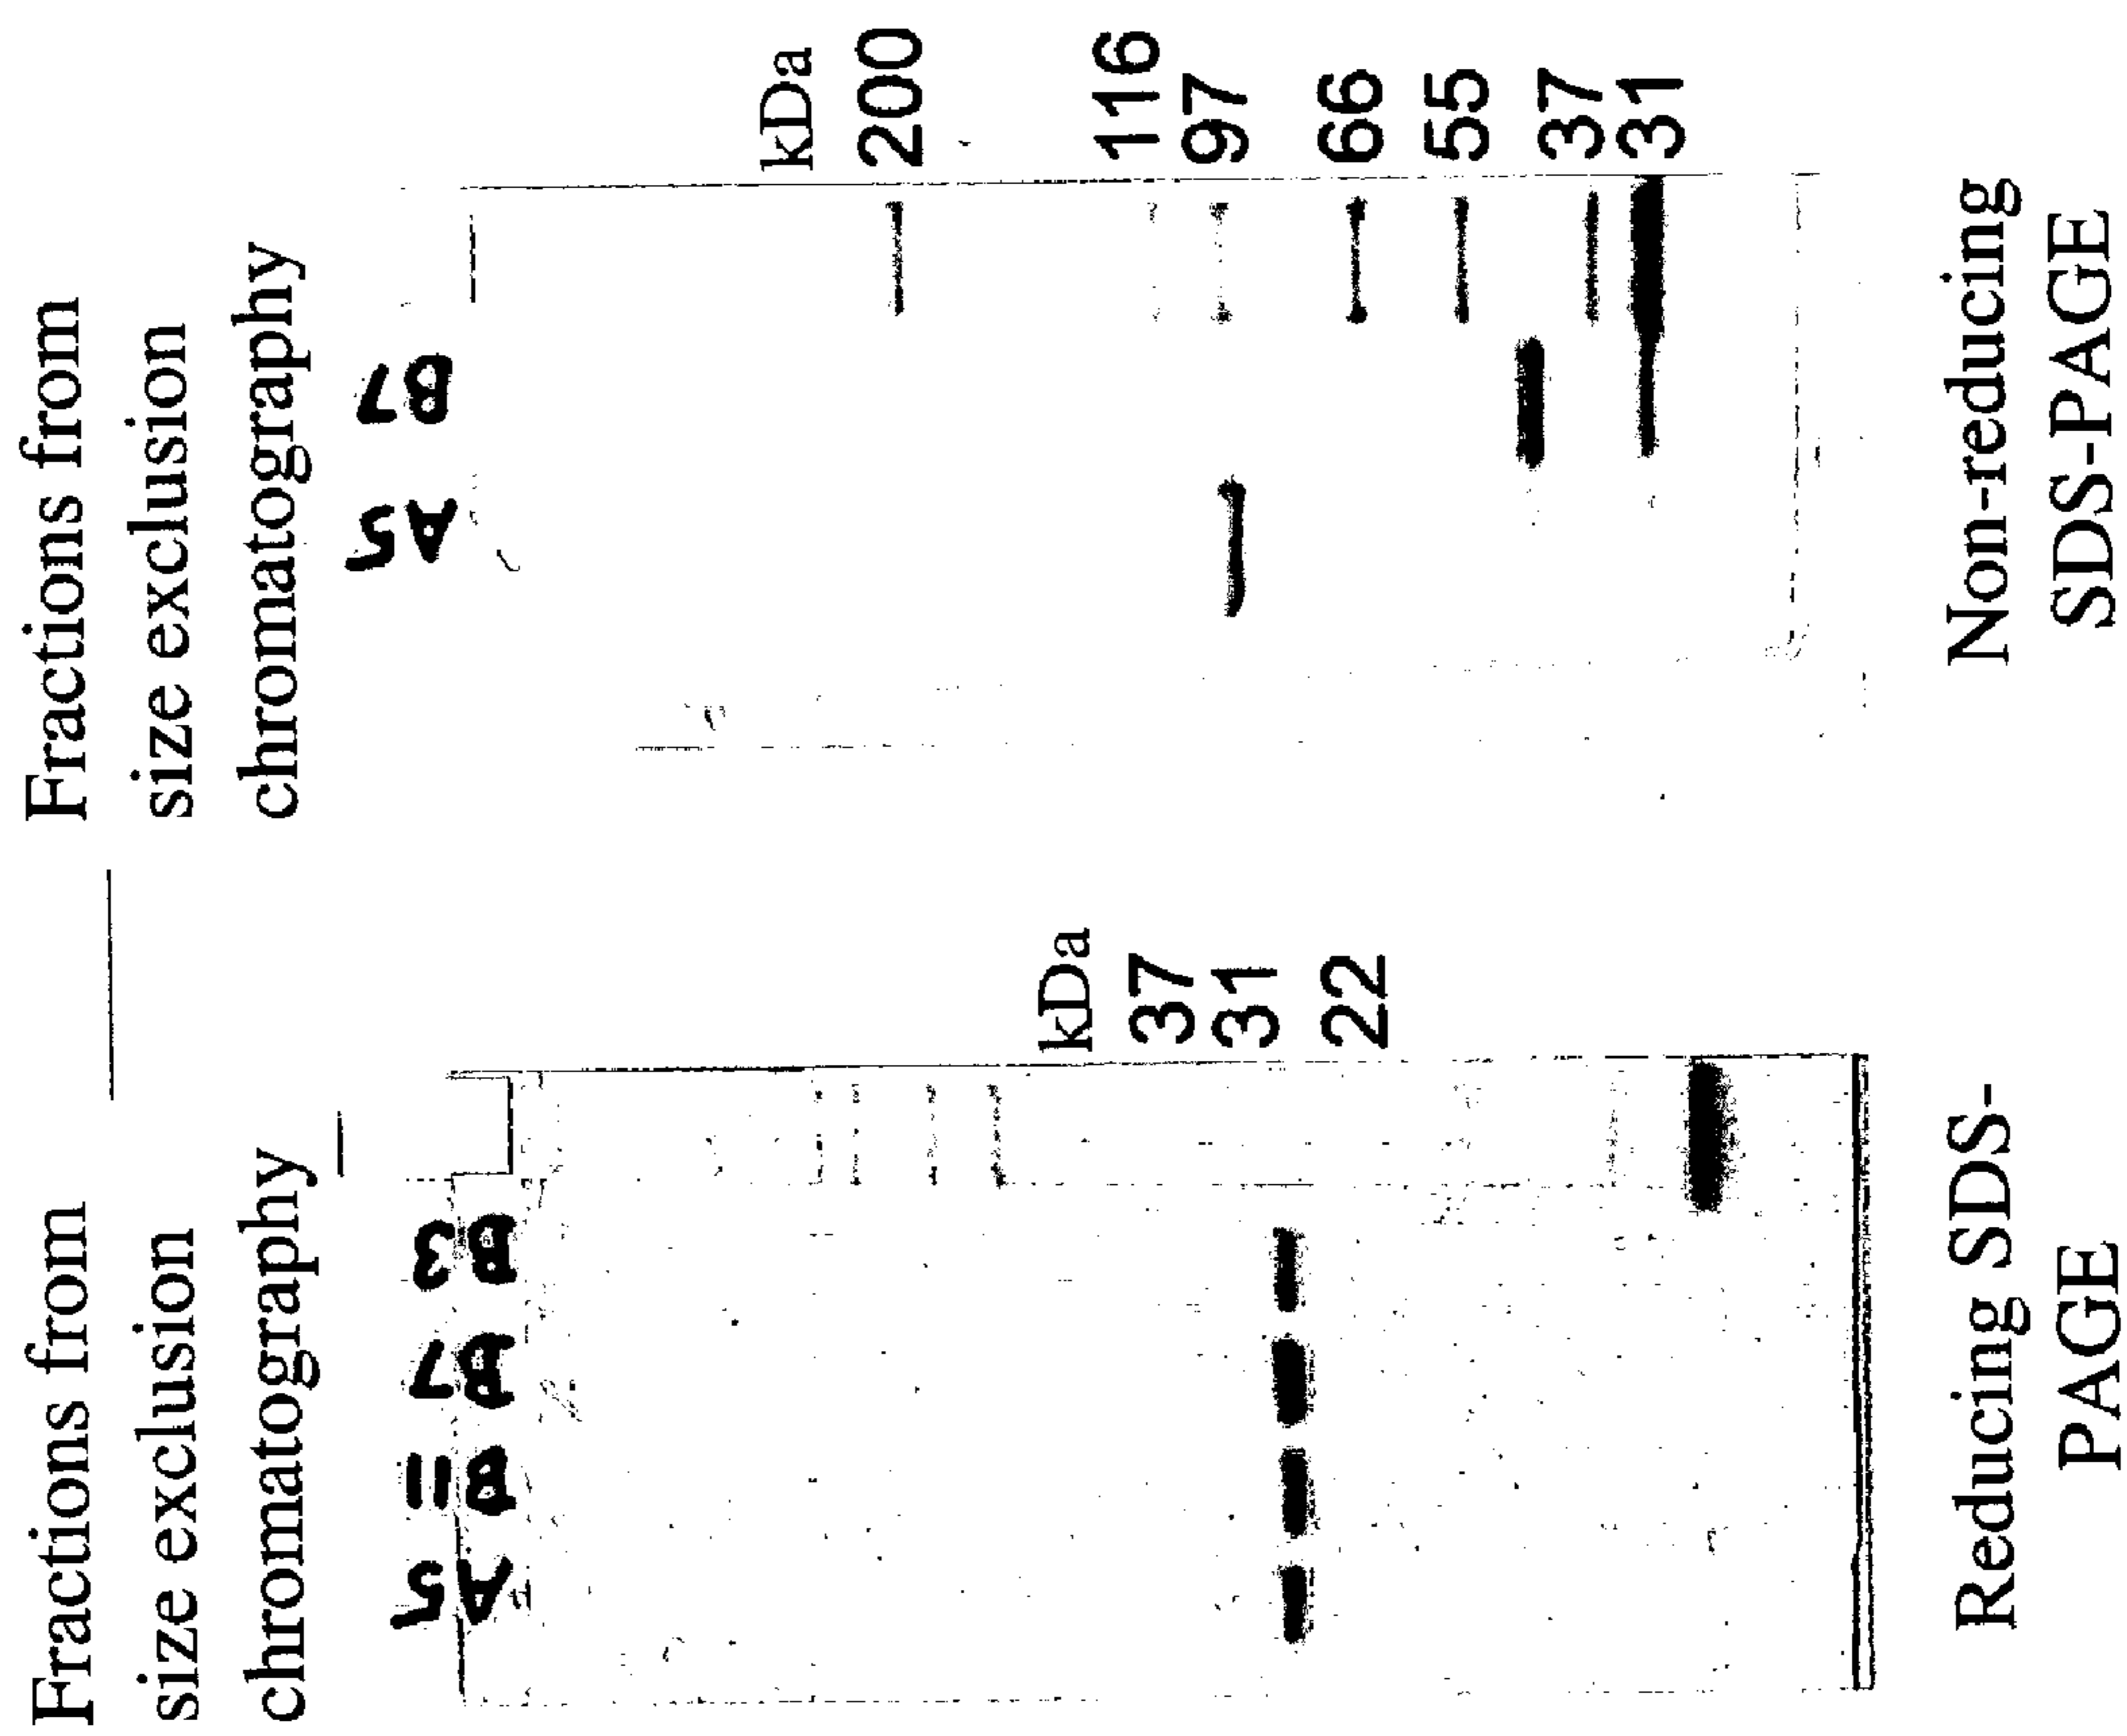 Fractions from
size exclusion
chromatography
A5 B11 B7 B3
kDa
37
31
22
Reducing SDS-
PAGE
Fractions from
size exclusion
chromatography
A5 B7
kDa
200
116
97
66
55
37
31
Non-reducing
SDS-PAGE